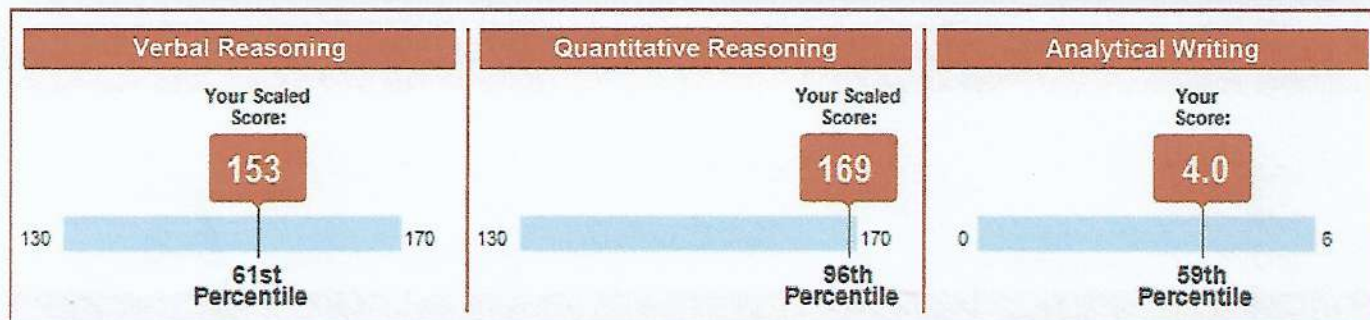 Verbal Reasoning
Your Scaled
Score:
153
130
170
61st
Percentile
Quantitative Reasoning
Your Scaled
Score:
169
130
170
96th
Percentile
Analytical Writing
Your
Score:
4.0
0
6
59th
Percentile